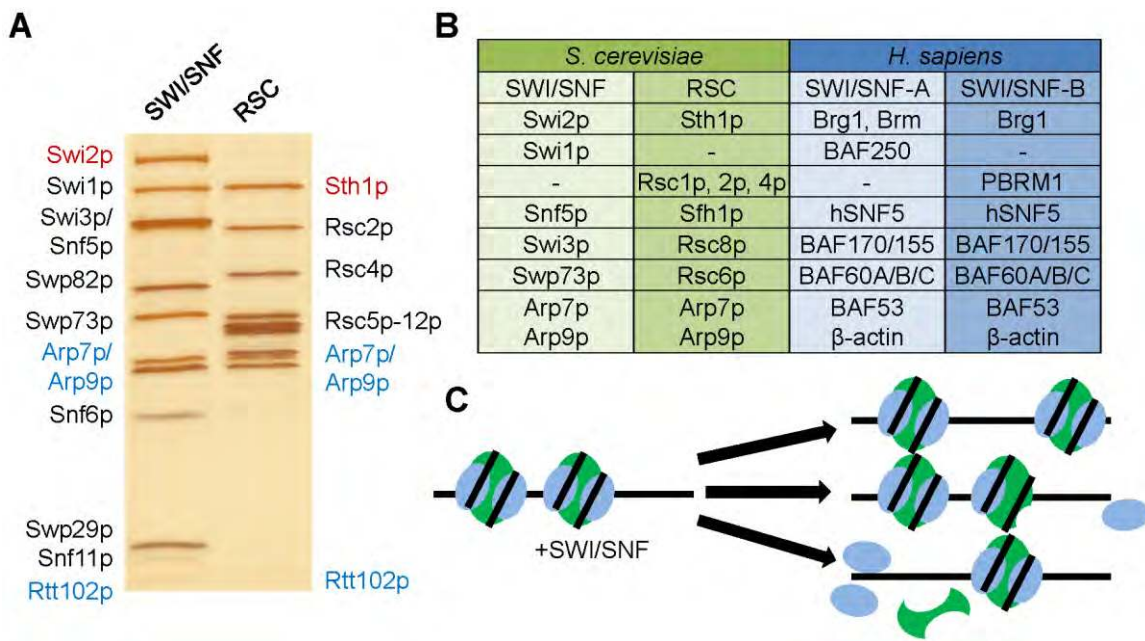 A
SWI/SNF
RSC
Swi2p
Swi1p
Swi3p/
Snf5p
Swp82p
Swp73p
Arp7p/
Arp9p
Snf6p
Swp29p
Snf11p
Rtt102p
Sth1p
Rsc2p
Rsc4p
Rsc5p-12p
Arp7p/
Arp9p
Rtt102p
B
S. cerevisiae H. sapiens
SWI/SNF RSC SWI/SNF-A SWI/SNF-B
Swi2p Sth1p Brg1, Brm Brg1
Swi1p - BAF250 -
- Rsc1p, 2p, 4p - PBRM1
Snf5p Sfh1p hSNF5 hSNF5
Swi3p Rsc8p BAF170/155 BAF170/155
Swp73p Rsc6p BAF60A/B/C BAF60A/B/C
Arp7p Arp7p BAF53 BAF53
Arp9p Arp9p β-actin β-actin
C
+SWI/SNF